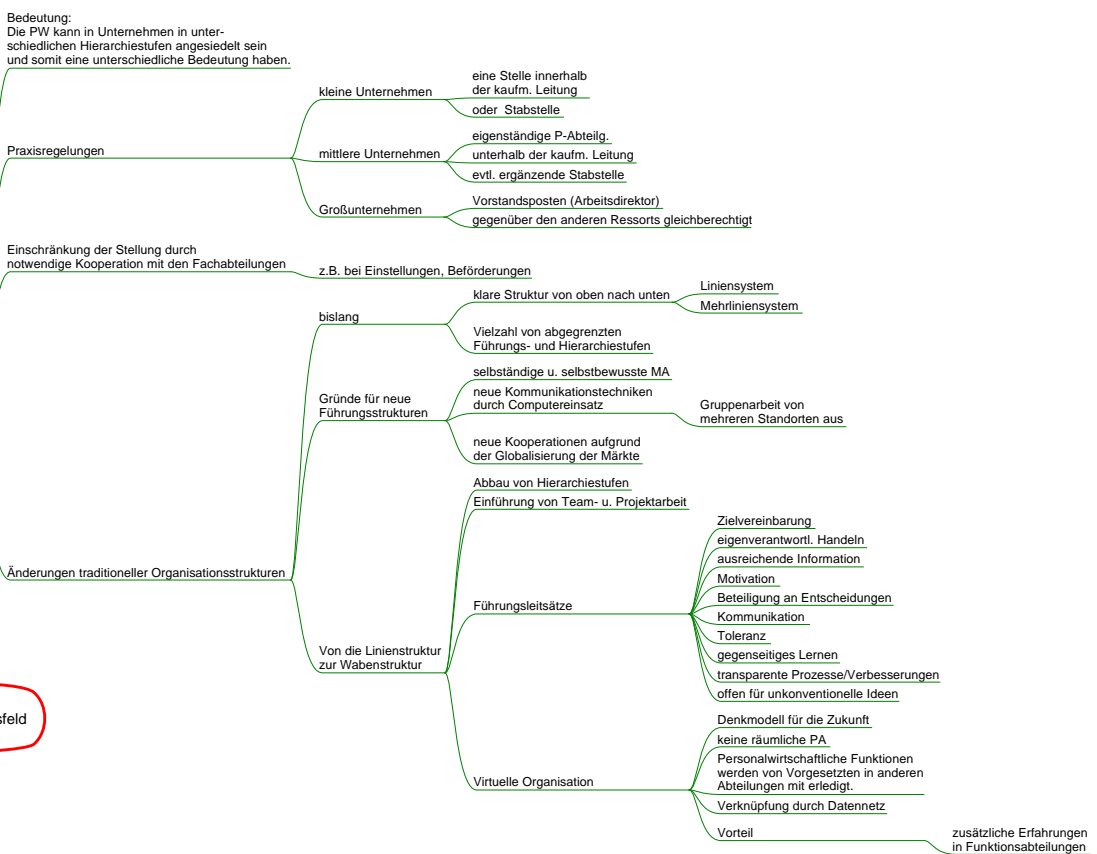 Bedeutung:
Die PW kann in Unternehmen in unter-
schiedlichen Hierarchiestufen angesiedelt sein
und somit eine unterschiedliche Bedeutung haben.
Praxisregelungen
kleine Unternehmen
eine Stelle innerhalb
der kaufm. Leitung
oder Stabstelle
mittlere Unternehmen
eigenständige P-Abteilg.
unterhalb der kaufm. Leitung
evtl. ergänzende Stabstelle
Großunternehmen
Vorstandsposten (Arbeitsdirektor)
gegenüber den anderen Ressorts gleichberechtigt
Einschränkung der Stellung durch
notwendige Kooperation mit den Fachabteilungen
z.B. bei Einstellungen, Beförderungen
Änderungen traditioneller Organisationsstrukturen
bislang
klare Struktur von oben nach unten
Liniensystem
Mehrliniensystem
Vielzahl von abgegrenzten
Führungs- und Hierarchiestufen
Gründe für neue
Führungsstrukturen
selbständige u. selbstbewusste MA
neue Kommunikationstechniken
durch Computereinsatz
Gruppenarbeit von
mehreren Standorten aus
neue Kooperationen aufgrund
der Globalisierung der Märkte
Von die Linienstruktur
zur Wabenstruktur
Abbau von Hierarchiestufen
Einführung von Team- u. Projektarbeit
Führungsleitsätze
Zielvereinbarung
eigenverantwortl. Handeln
ausreichende Information
Motivation
Beteiligung an Entscheidungen
Kommunikation
Toleranz
gegenseitiges Lernen
transparente Prozesse/Verbesserungen
offen für unkonventionelle Ideen
Virtuelle Organisation
Denkmodell für die Zukunft
keine räumliche PA
Personalwirtschaftliche Funktionen
werden von Vorgesetzten in anderen
Abteilungen mit erledigt.
Verknüpfung durch Datennetz
Vorteil
zusätzliche Erfahrungen
in Funktionsabteilungen
sfeld